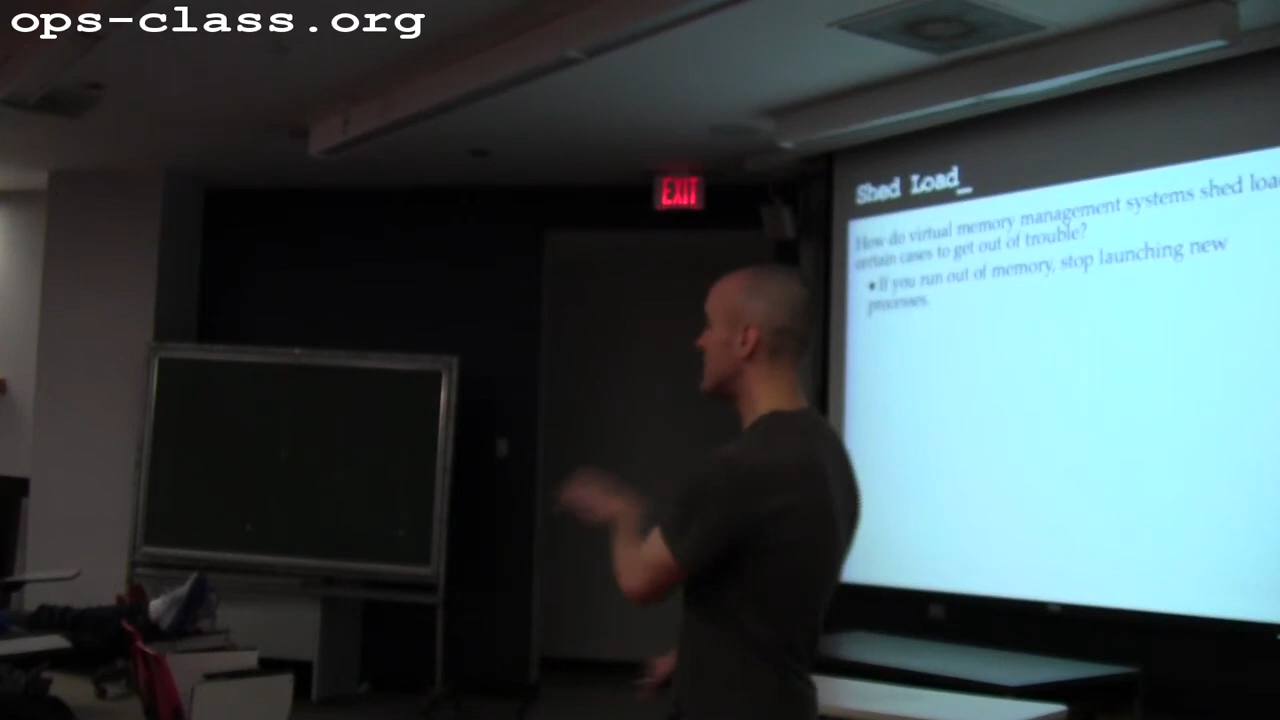 ops-class.org
EXIT
Shed Load_
How do virtual memory management systems shed
certain cases to get out of trouble?
• If you run out of memory, stop launching new
processes.